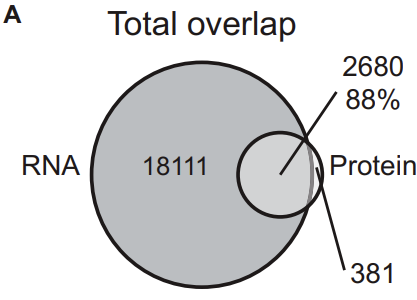 A
Total overlap
2680
88%
RNA
18111
Protein
381